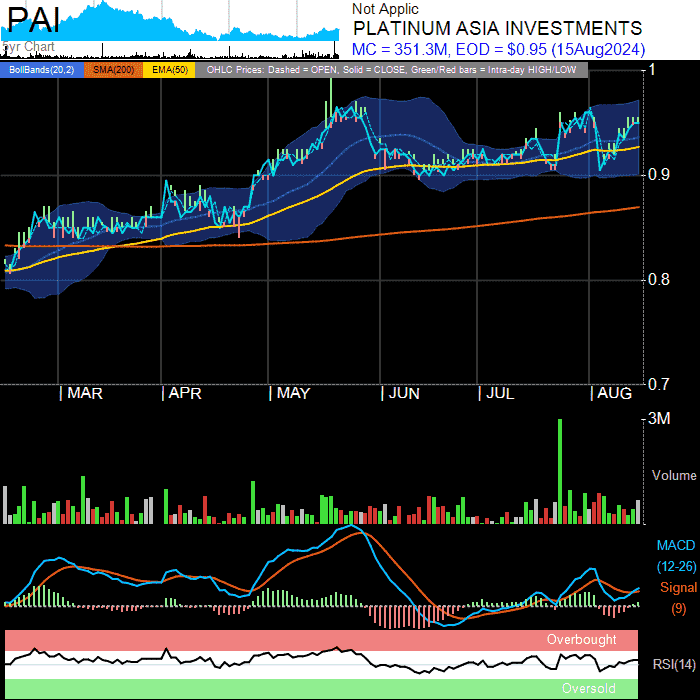 PAI
5yr Chart
Not Applic
PLATINUM ASIA INVESTMENTS
MC = 351.3M, EOD = $0.95 (15Aug2024)
BollBands(20,2) SMA(200) EMA(50) OHLC Prices: Dashed = OPEN, Solid = CLOSE, Green/Red bars = Intra-day HIGH/LOW
1
0.9
0.8
0.7
MAR APR MAY JUN JUL AUG
3M
Volume
MACD
(12-26)
Signal
(9)
Overbought
RSI(14)
Oversold